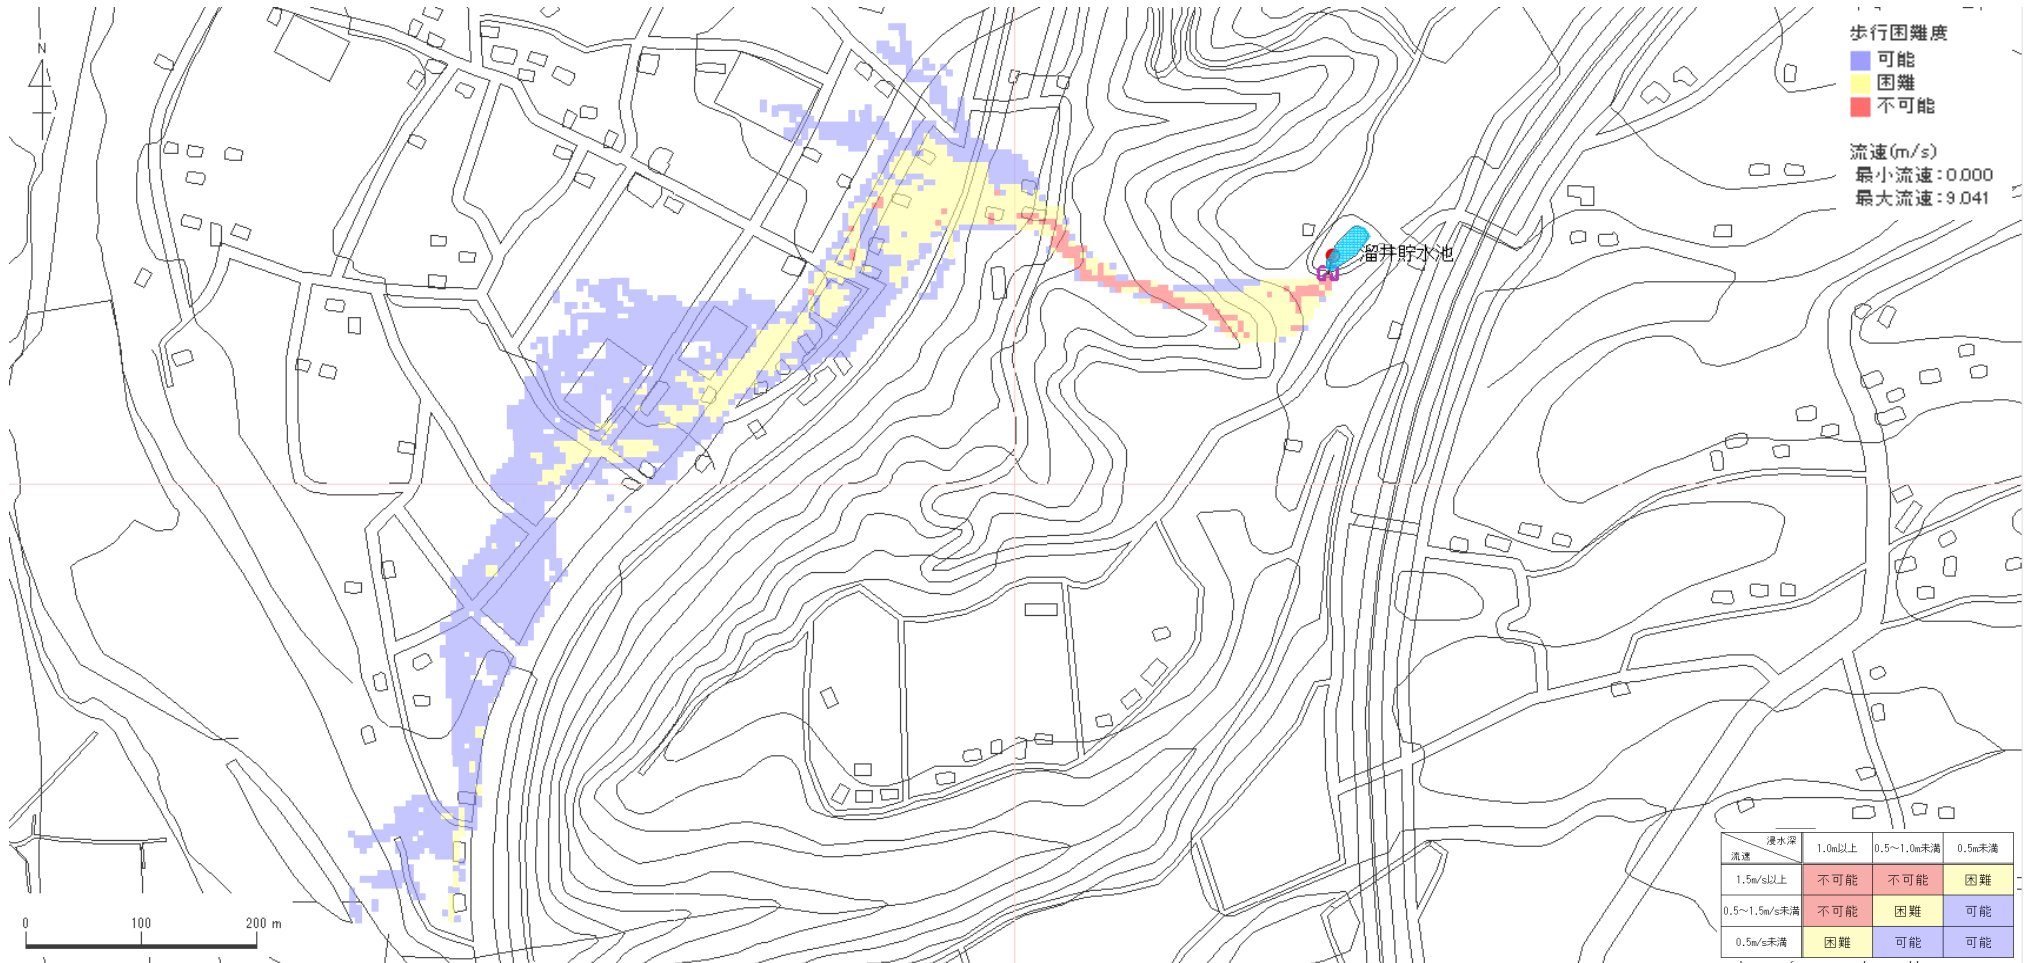 N
歩行困難度
可能
困難
不可能
流速(m/s)
最小流速:0.000
最大流速:9.041
溜井貯水池
浸水深
流速
1.0m以上 0.5～1.0m未満 0.5m未満
1.5m/s以上 不可能 不可能 困難
0.5～1.5m/s未満 不可能 困難 可能
0.5m/s未満 困難 可能 可能
0 100 200 m